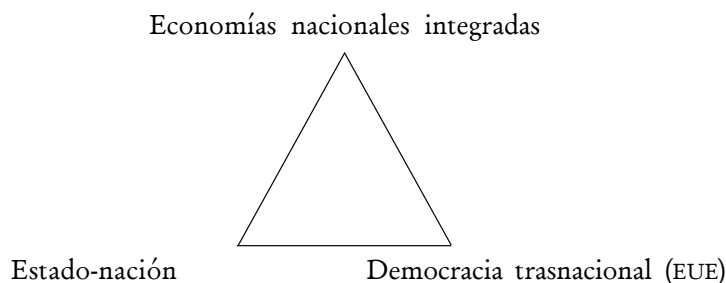 Economías nacionales integradas
Estado-nación
Democracia trasnacional (EUE)